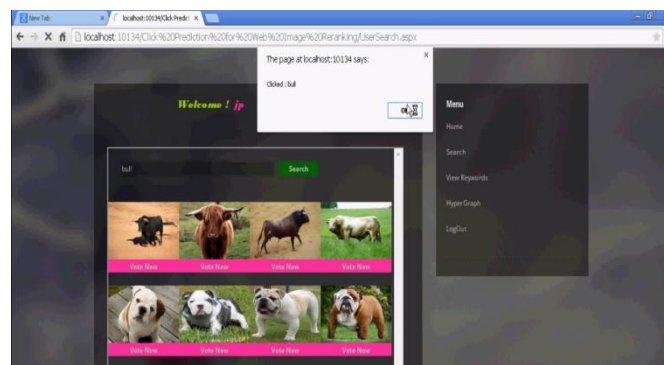 New Tab
localhost:10134/Click Predic
localhost:10134/Click%20Prediction%20for%20Web%20Image%20Reranking/UserSearch.aspx
The page at localhost:10134 says:
Clicked : bull
Welcome ! jp
bull
Search
Vote Now Vote Now Vote Now Vote Now
Vote Now Vote Now Vote Now Vote Now
Menu
Home
Search
View Keywords
HyperGraph
LogOut